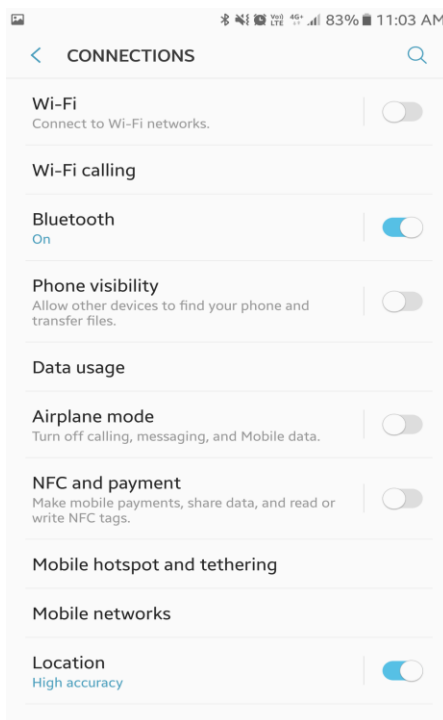 VoD LTE 4G+ 83% 11:03 AM
CONNECTIONS
Wi-Fi
Connect to Wi-Fi networks.
Wi-Fi calling
Bluetooth
On
Phone visibility
Allow other devices to find your phone and
transfer files.
Data usage
Airplane mode
Turn off calling, messaging, and Mobile data.
NFC and payment
Make mobile payments, share data, and read or
write NFC tags.
Mobile hotspot and tethering
Mobile networks
Location
High accuracy